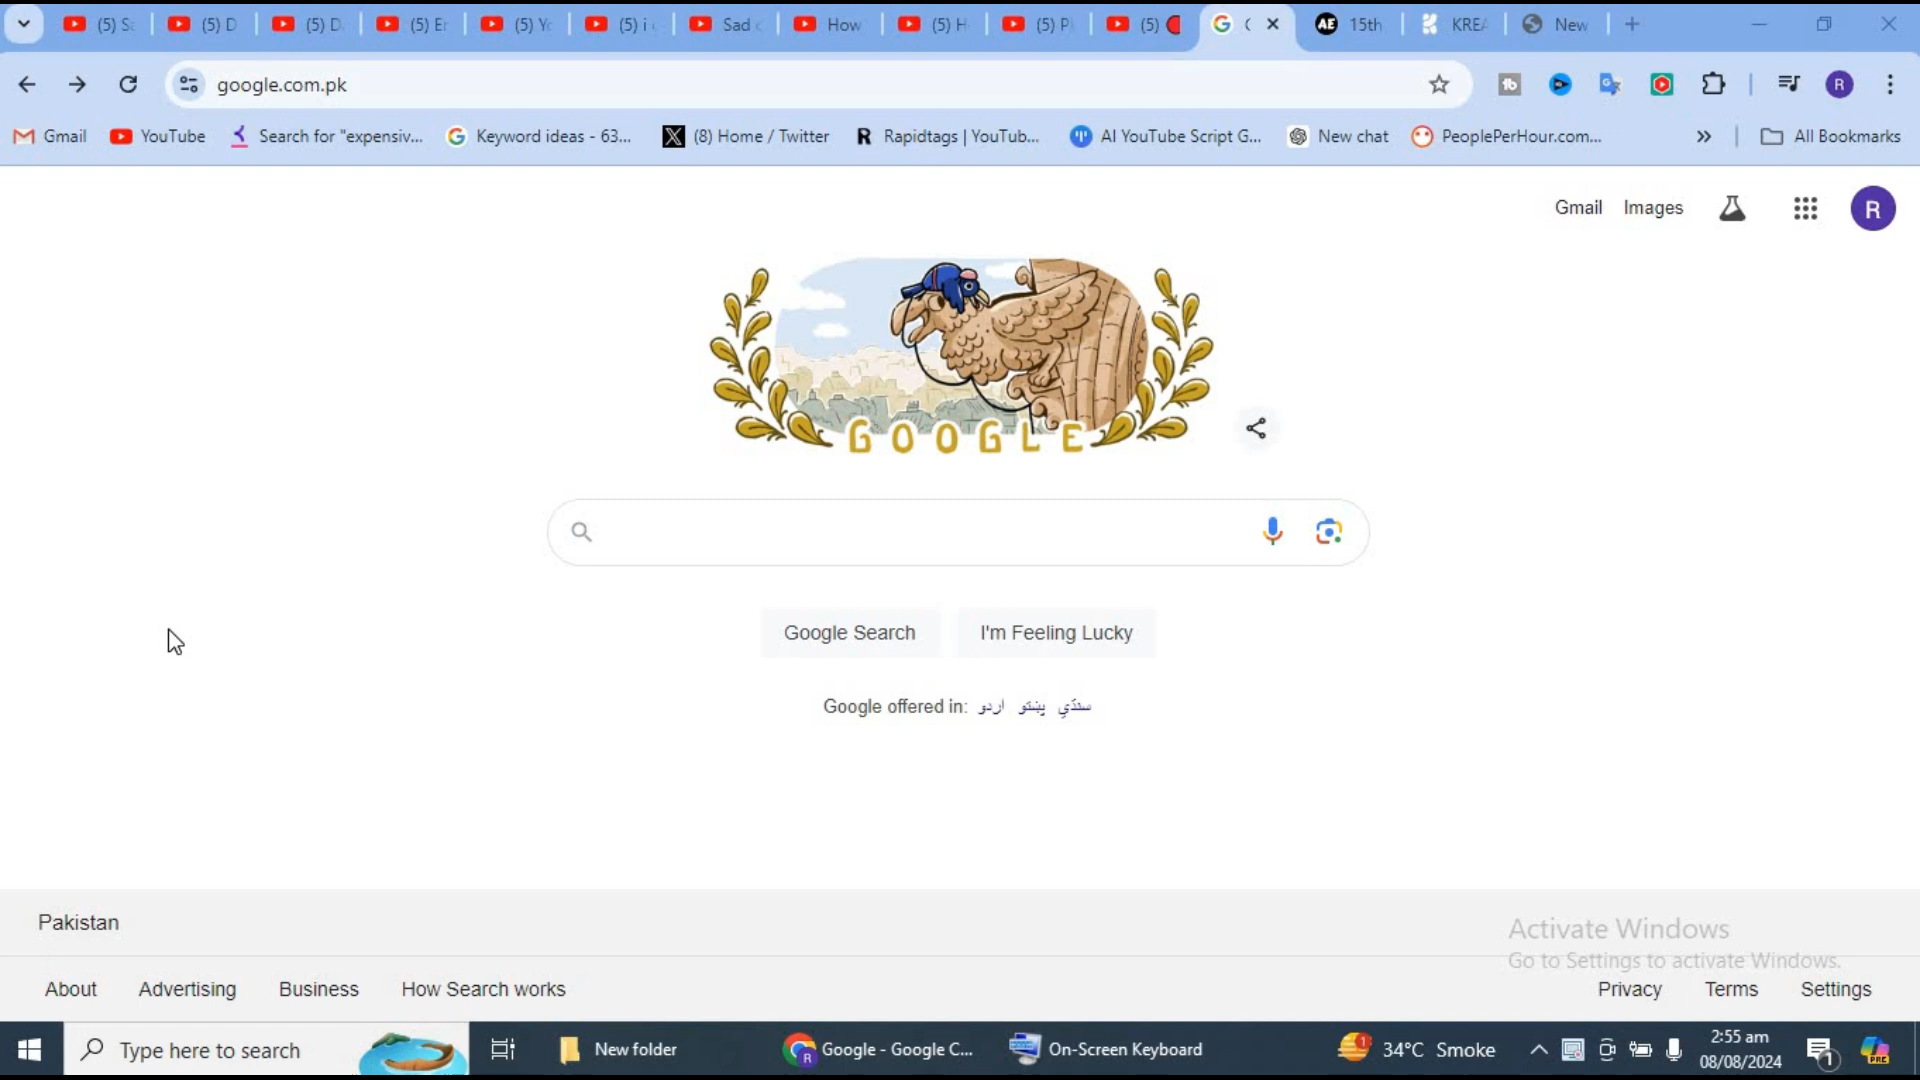 (5) S
(5) D
(5) D
(5) Er
(5) Yc
(5) i
Sad
How
(5) H
(5) P
(5)
15th
KREA
New
google.com.pk
Gmail
YouTube
Search for "expensiv...
Keyword ideas - 63...
(8) Home / Twitter
Rapidtags | YouTub...
AI YouTube Script G...
New chat
PeoplePerHour.com...
All Bookmarks
Gmail Images
R
GOOGLE
Google Search
I'm Feeling Lucky
Google offered in: اردو پښتو سنڌي
Pakistan
Activate Windows
Go to Settings to activate Windows.
About Advertising Business How Search works
Privacy Terms Settings
Type here to search
New folder
Google - Google C...
On-Screen Keyboard
34°C Smoke
2:55 am
08/08/2024